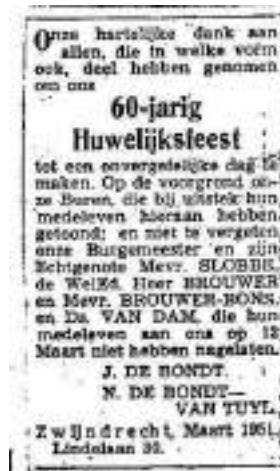 Onze hartelijke dank aan
allen, die in welke vorm
ook, deel hebben genomen
om ons
60-jarig
Huwelijksfeest
tot een onvergetelijke dag te
maken. Op de voorgrond on-
ze Buren, die bij uitstek hun
medeleven hieraan hebben
getoond; en niet te vergeten
onze Burgemeester en zijn
Echtgenote Mevr. SLOBBE,
de WelEd. Heer BROUWER
en Mevr. BROUWER-BONS,
en Ds. VAN DAM, die hun
medeleven aan ons op 12
Maart niet hebben nagelaten.
J. DE BONDT.
N. DE BONDT—
VAN TUYL.
Zwijndrecht, Maart 1951.
Lindelaan 30.